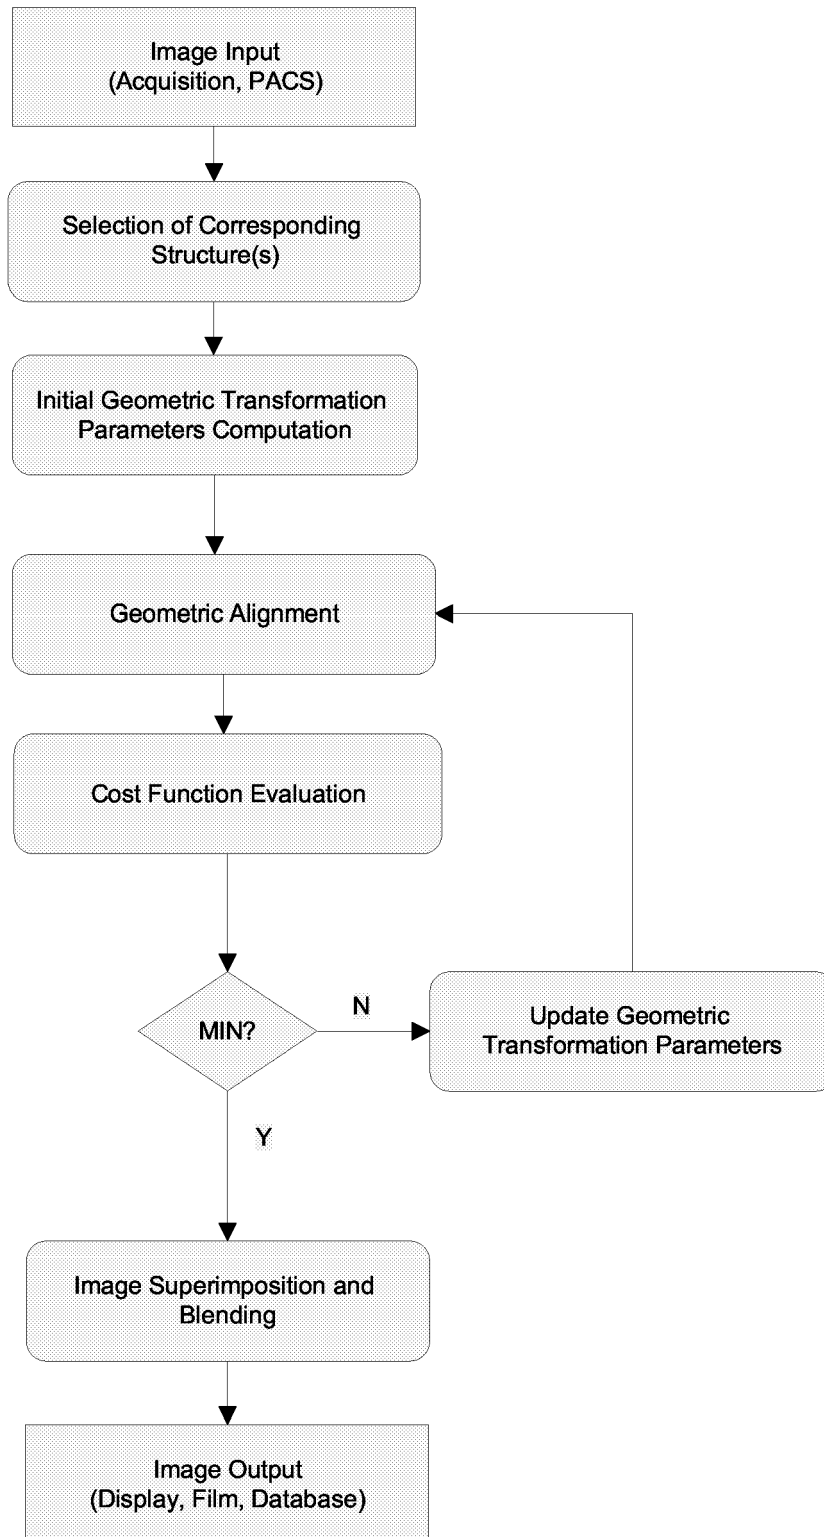 Image Input
(Acquisition, PACS)
Selection of Corresponding
Structure(s)
Initial Geometric Transformation
Parameters Computation
Geometric Alignment
Cost Function Evaluation
MIN?
N
Update Geometric
Transformation Parameters
Y
Image Superimposition and
Blending
Image Output
(Display, Film, Database)